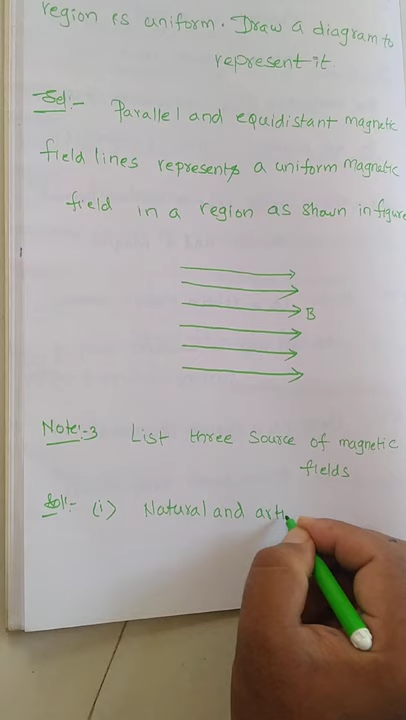 region is uniform. Draw a diagram to
represent it.
Sol:- Parallel and equidistant magnetic
field lines represents a uniform magnetic
field in a region as shown in figure
B
Note:-3 List three Source of magnetic
fields
Sol:- (i) Natural and arti